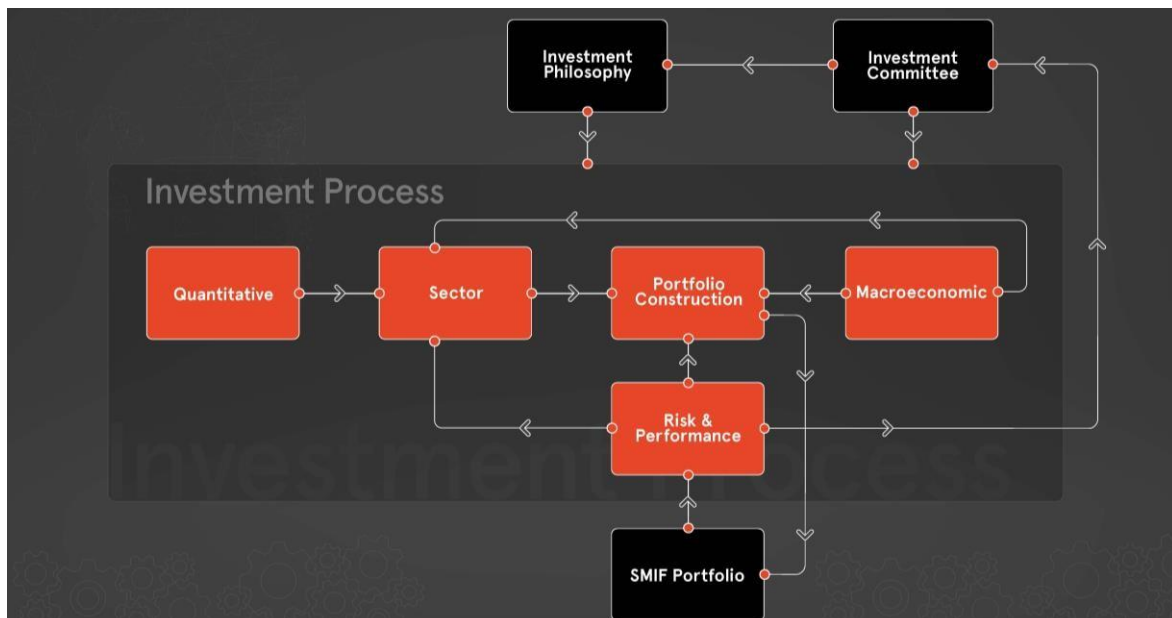 Investment
Philosophy
Investment
Committee
Investment Process
Quantitative
Sector
Portfolio
Construction
Macroeconomic
Risk &
Performance
Investment Process
SMIF Portfolio